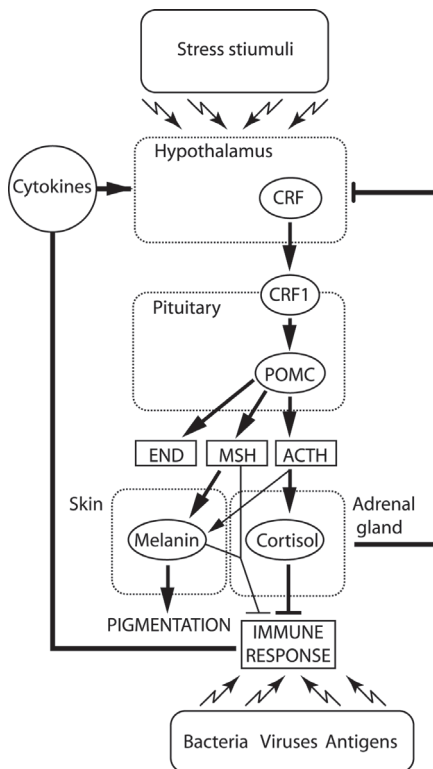 Stress stiumuli
Hypothalamus
Cytokines
CRF
CRF1
Pituitary
POMC
END
MSH
ACTH
Skin
Adrenal
gland
Melanin
Cortisol
PIGMENTATION
IMMUNE
RESPONSE
Bacteria Viruses Antigens